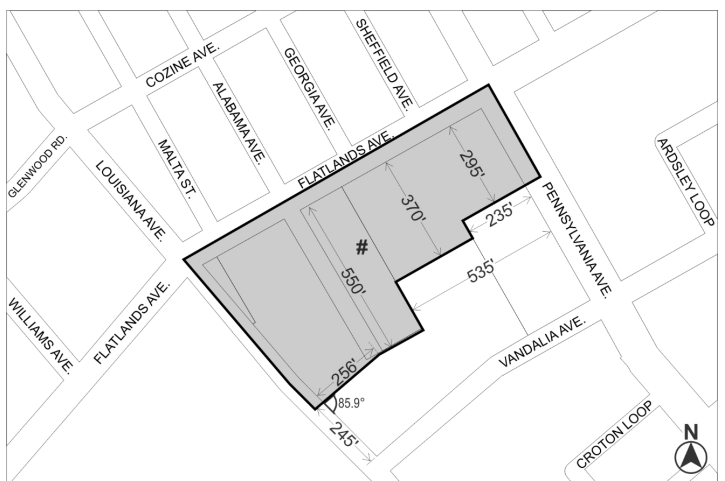 COZINE AVE.
SHEFFIELD AVE.
GEORGIA AVE.
ALABAMA AVE.
GLENWOOD RD.
MALTA ST.
LOUISIANA AVE.
FLATLANDS AVE.
ARDSLEY LOOP
295'
370'
235'
PENNSYLVANIA AVE.
#
550'
535'
WILLIAMS AVE.
FLATLANDS AVE.
VANDALIA AVE.
256'
85.9°
245'
CROTON LOOP
N